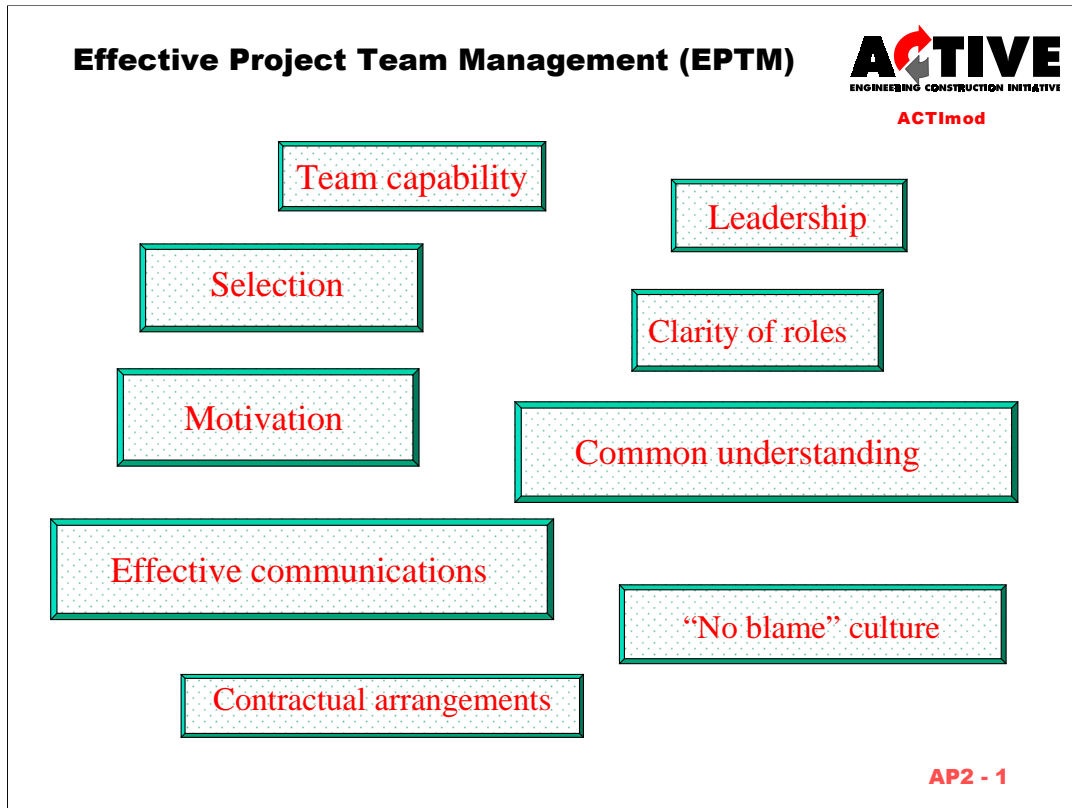 Effective Project Team Management (EPTM)
ACTIVE
ENGINEERING CONSTRUCTION INITIATIVE
ACTImod
Team capability
Leadership
Selection
Clarity of roles
Motivation
Common understanding
Effective communications
“No blame” culture
Contractual arrangements
AP2 - 1